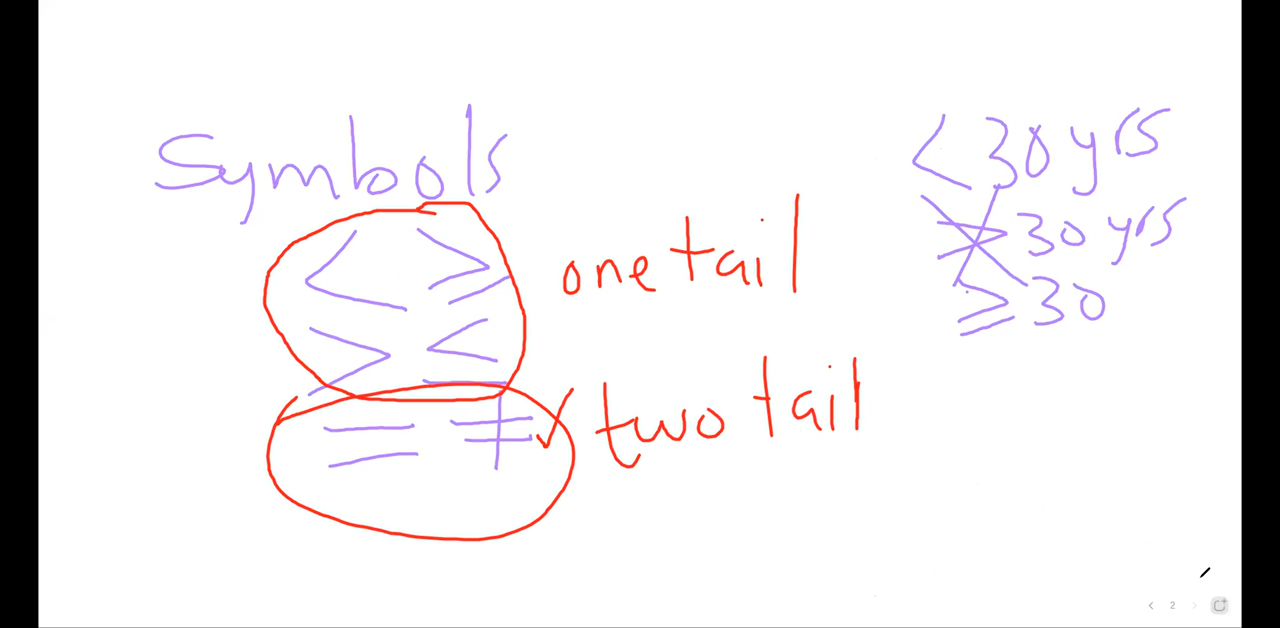 Symbols
< ≥
> ≤
= ≠
one tail
two tail
< 30 yrs
> 30 yrs
≥ 30
2